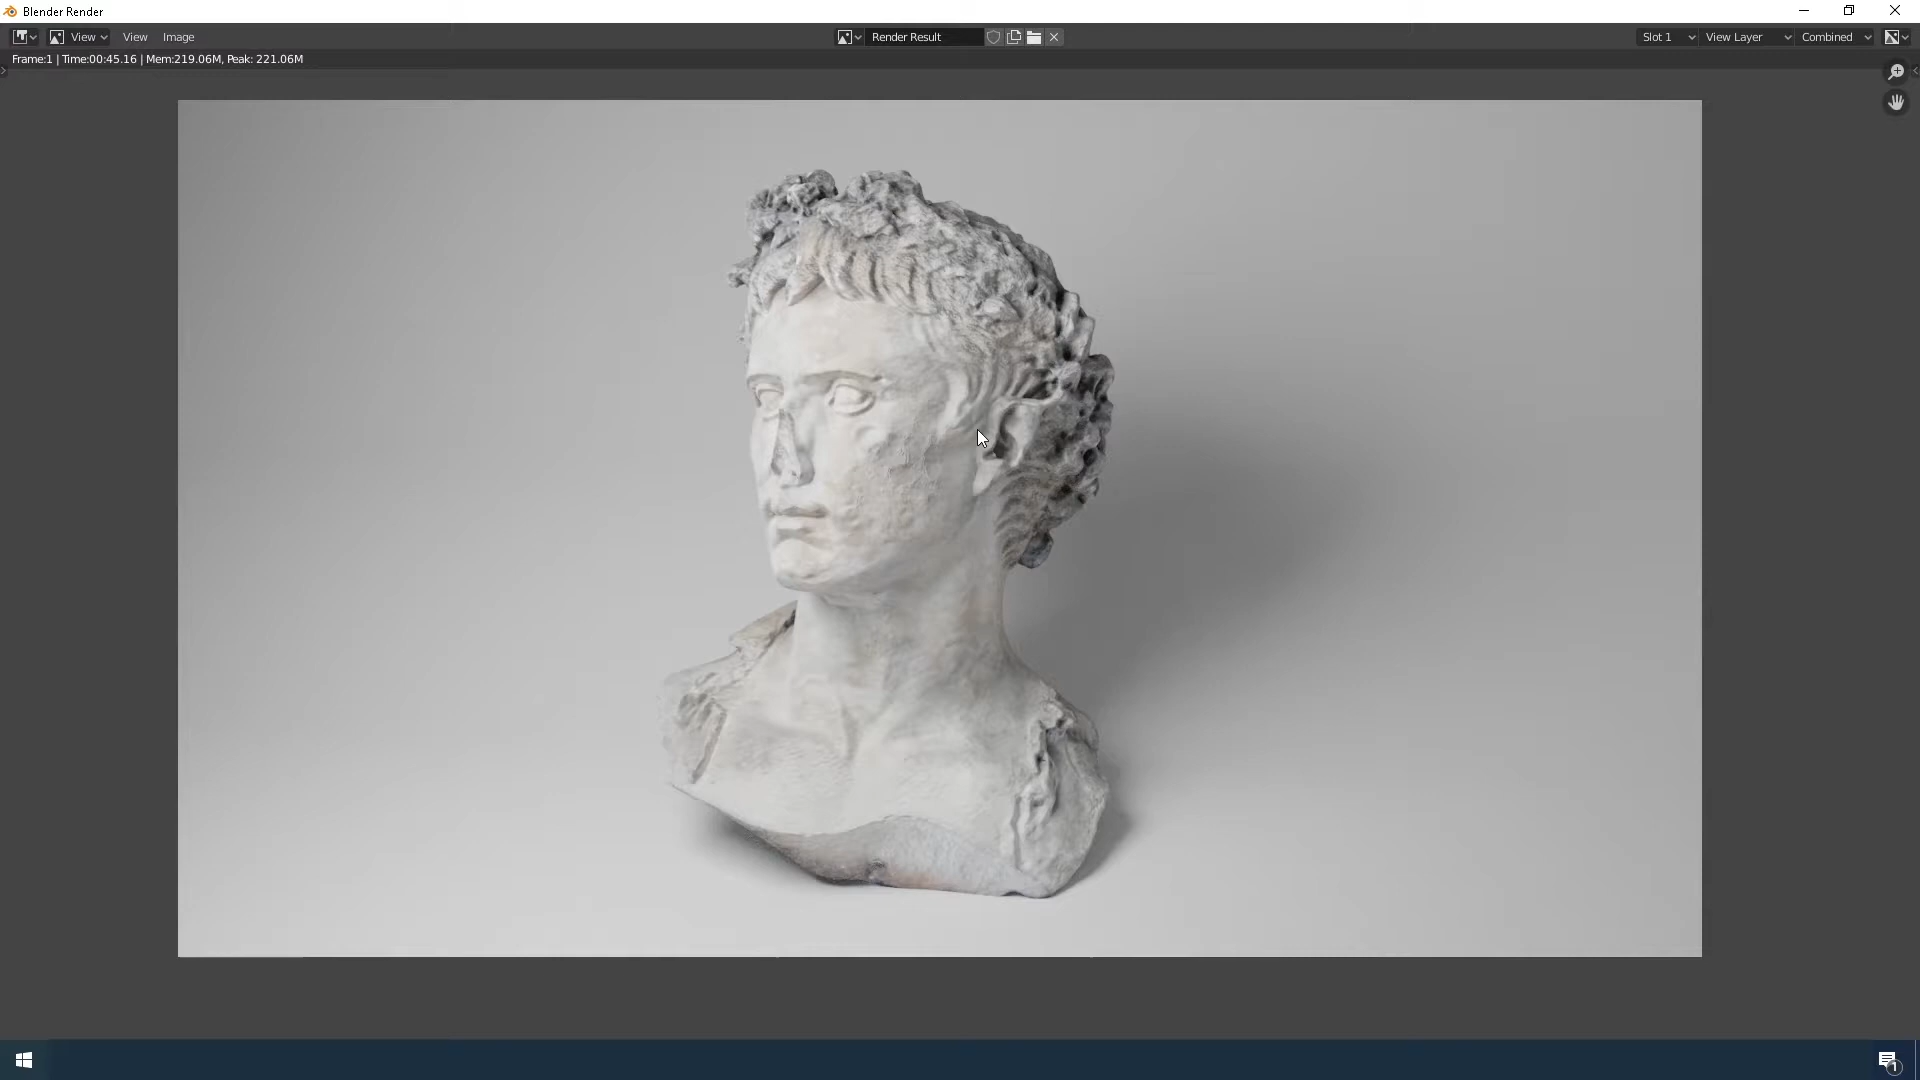 Blender Render
View View Image Render Result Slot 1 View Layer Combined
Frame:1 | Time:00:45.16 | Mem:219.06M, Peak: 221.06M
1